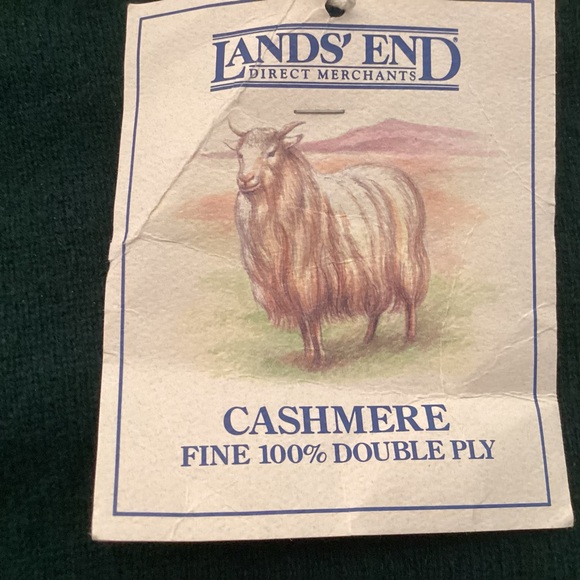 LANDS' END®
DIRECT MERCHANTS
CASHMERE
FINE 100% DOUBLE PLY